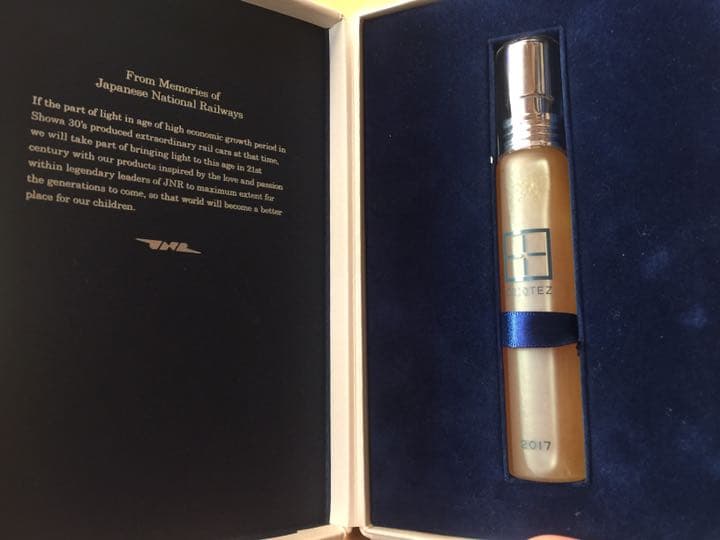 From Memories of
Japanese National Railways
If the part of light in age of high economic growth period in
Showa 30's produced extraordinary rail cars at that time,
we will take part of bringing light to this age in 21st
century with our products inspired by the love and passion
within legendary leaders of JNR to maximum extent for
the generations to come, so that world will become a better
place for our children.
2017